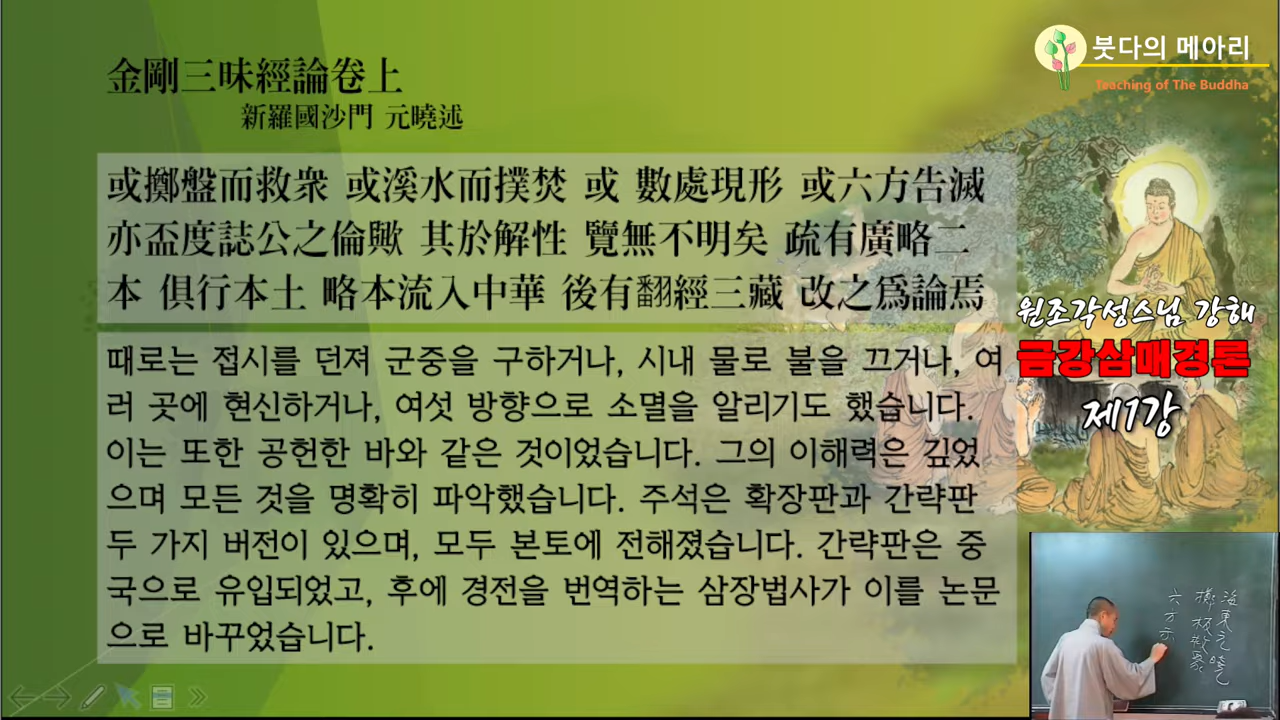 金剛三昧經論卷上
新羅國沙門 元曉述
或擲盤而救衆 或溪水而撲焚 或 數處現形 或六方告滅
亦盃度誌公之倫歟 其於解性 覽無不明矣 疏有廣略二
本 俱行本土 略本流入中華 後有翻經三藏 改之爲論焉
때로는 접시를 던져 군중을 구하거나, 시내 물로 불을 끄거나, 여
러 곳에 현신하거나, 여섯 방향으로 소멸을 알리기도 했습니다.
이는 또한 공헌한 바와 같은 것이었습니다. 그의 이해력은 깊었
으며 모든 것을 명확히 파악했습니다. 주석은 확장판과 간략판
두 가지 버전이 있으며, 모두 본토에 전해졌습니다. 간략판은 중
국으로 유입되었고, 후에 경전을 번역하는 삼장법사가 이를 논문
으로 바꾸었습니다.
붓다의 메아리
Teaching of The Buddha
원조각성스님 강해
금강삼매경론
제1강
海東元曉
擲板救衆
六方示